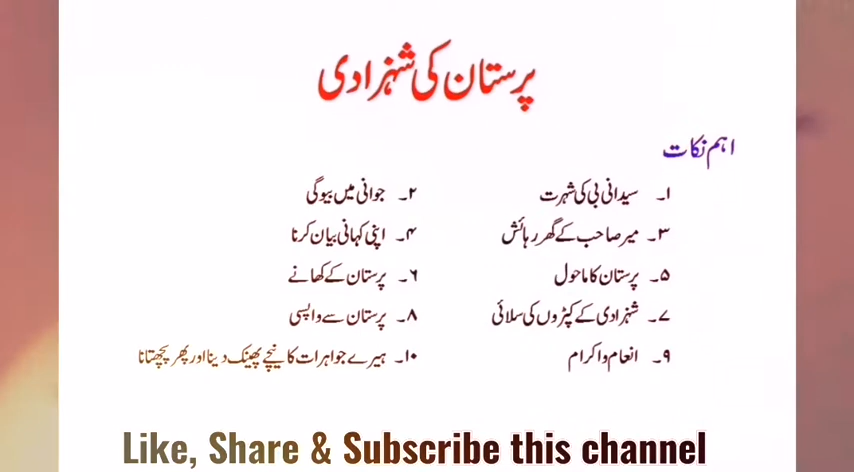 پرستان کی شہزادی
اہم نکات
۱۔ سیدانی بی کی شہرت ۲۔ جوانی میں بیوگی
۳۔ میر صاحب کے گھر رہائش ۴۔ اپنی کہانی بیان کرنا
۵۔ پرستان کا ماحول ۶۔ پرستان کے کھانے
۷۔ شہزادی کے کپڑوں کی سلائی ۸۔ پرستان سے واپسی
۹۔ انعام و اکرام ۱۰۔ ہیرے جواہرات کا نیچے پھینک دینا اور پھر پچھتانا
Like, Share & Subscribe this channel